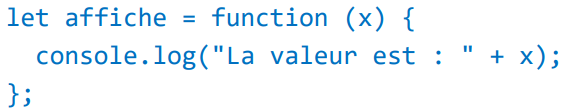 let affiche = function (x) {
  console.log("La valeur est : " + x);
};